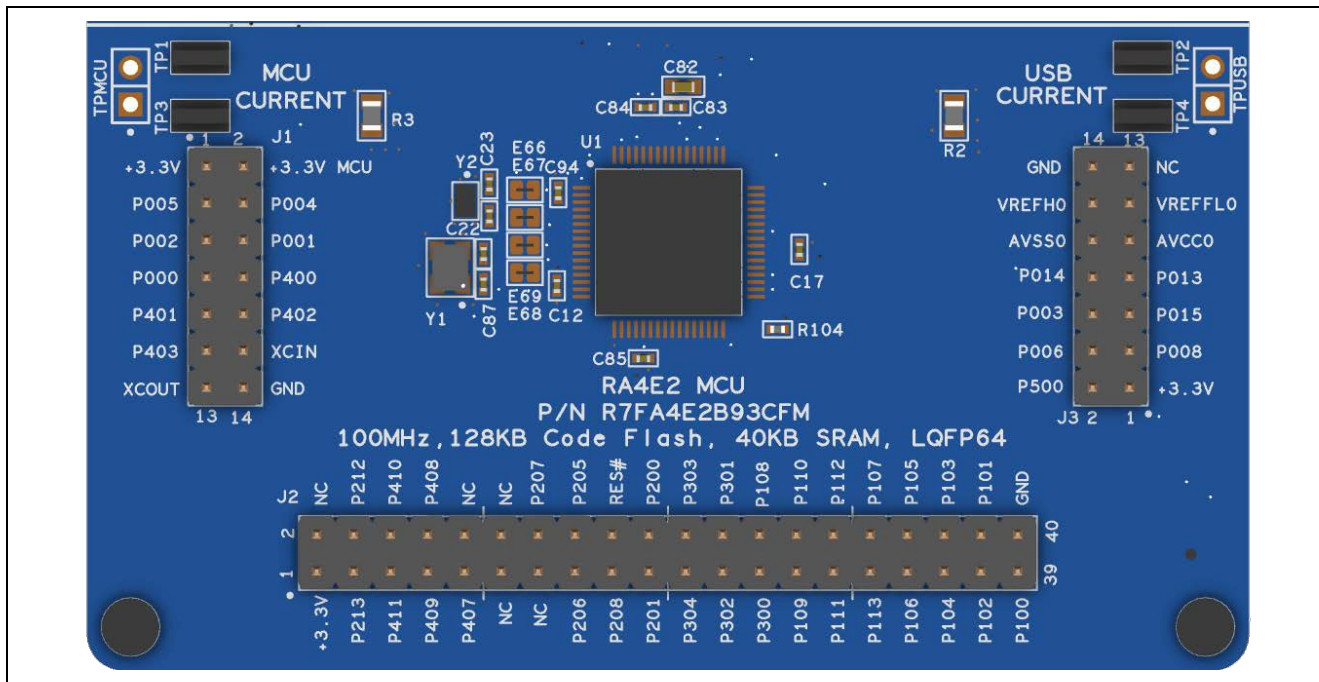 TPMCU
TP1
TP3
MCU
CURRENT
R3
C82
C84
C83
USB
CURRENT
R2
TP2
TP4
TPUSB
1 2 J1
+3.3V
+3.3V MCU
P005
P004
P002
P001
P000
P400
P401
P402
P403
XCIN
XCOUT
GND
13 14
Y2
C23
C22
E66
E67
C94
U1
Y1
C87
E69
E68
C12
C17
R104
C85
14 13
GND
NC
VREFH0
VREFFL0
AVSS0
AVCC0
P014
P013
P003
P015
P006
P008
P500
+3.3V
J3 2 1
RA4E2 MCU
P/N R7FA4E2B93CFM
100MHz,128KB Code Flash, 40KB SRAM, LQFP64
J2
NC P212 P410 P408 NC NC P207 P205 RES# P200 P303 P301 P108 P110 P112 P107 P105 P103 P101 GND
2 40
1 39
+3.3V P213 P411 P409 P407 NC NC P206 P208 P201 P304 P302 P300 P109 P111 P113 P106 P104 P102 P100